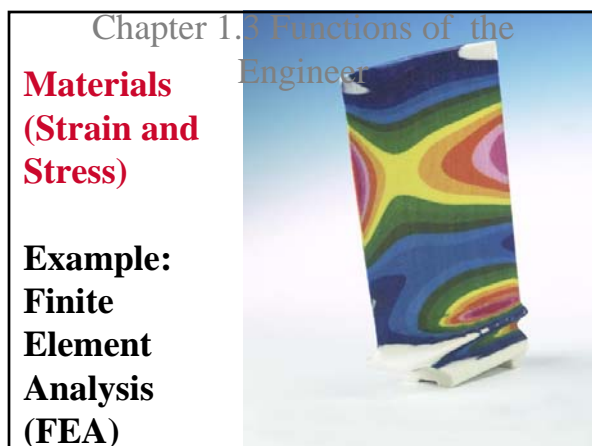 Chapter 1.3 Functions of the
Engineer
Materials
(Strain and
Stress)
Example:
Finite
Element
Analysis
(FEA)